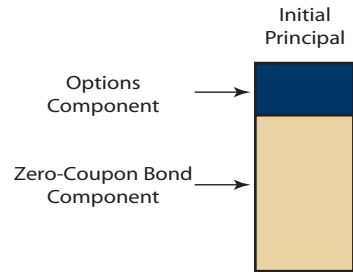 Initial
Principal
Options
Component
Zero-Coupon Bond
Component